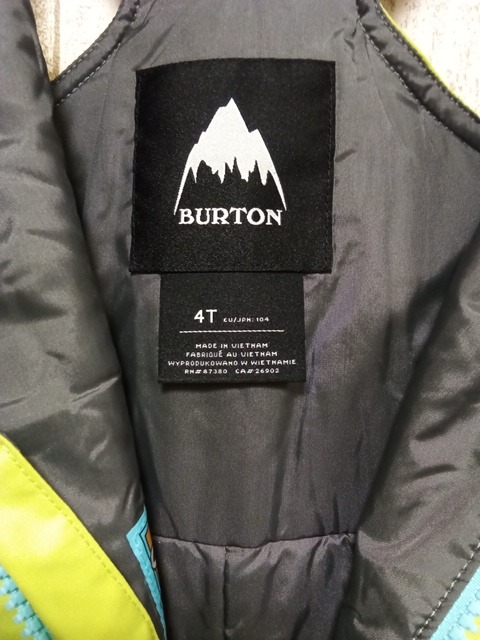 BURTON
4T EU/JPN: 104
MADE IN VIETNAM
FABRIQUÉ AU VIETNAM
WYPRODUKOWANO W WIETNAMIE
RN# 87380 CA# 26902